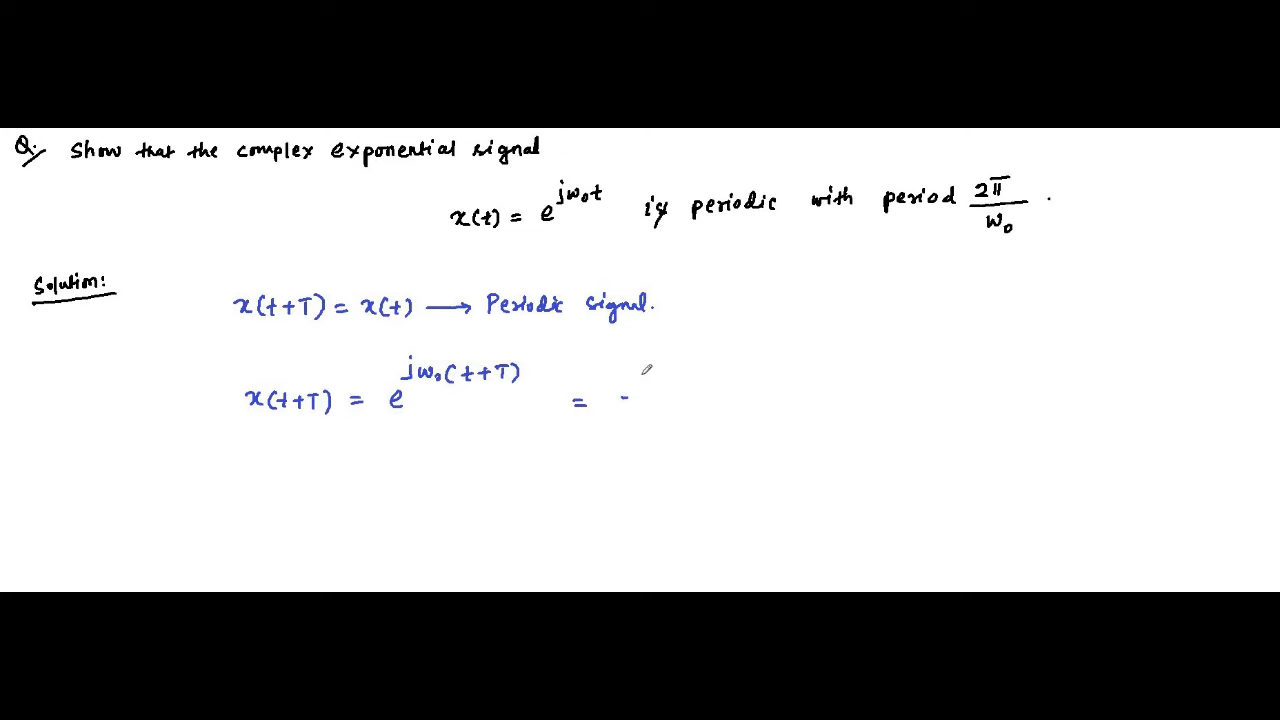 Q. Show that the complex exponential signal
x(t) = e^{jω₀t} is periodic with period 2π/ω₀ .
Solution:
x(t+T) = x(t) ⟶ Periodic signal.
x(t+T) = e^{jω₀(t+T)} =